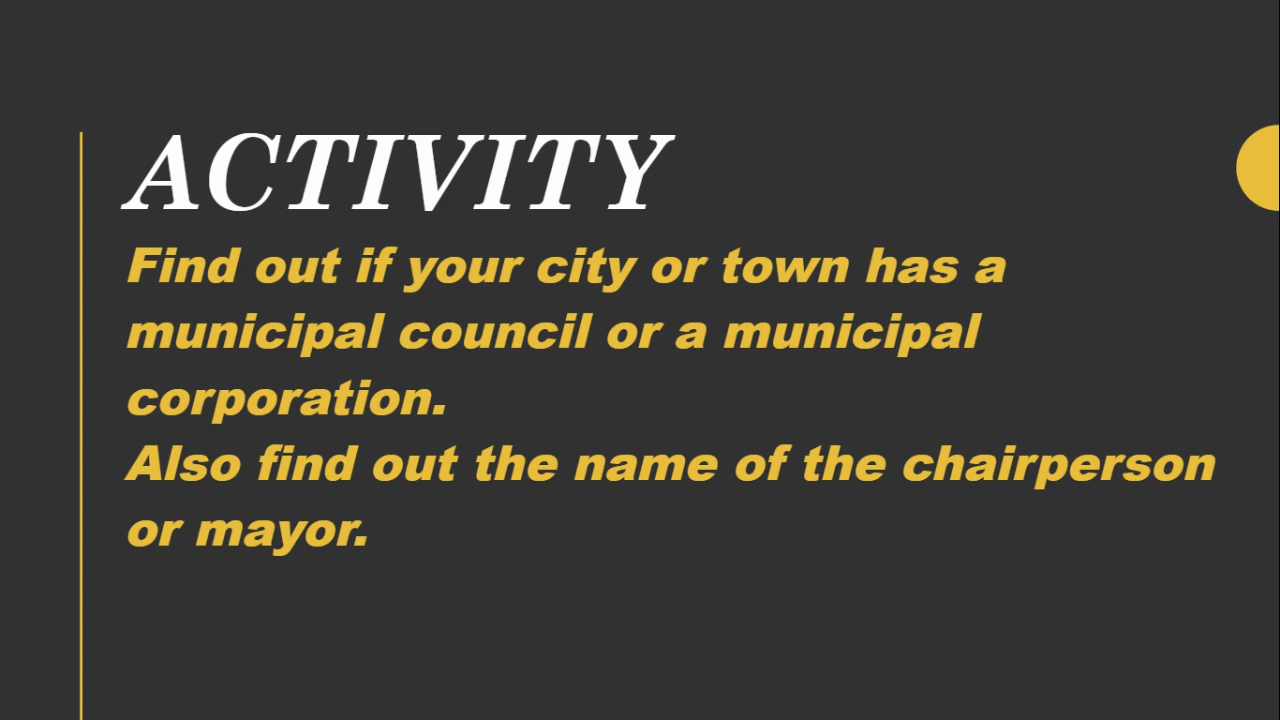 ACTIVITY
Find out if your city or town has a
municipal council or a municipal
corporation.
Also find out the name of the chairperson
or mayor.